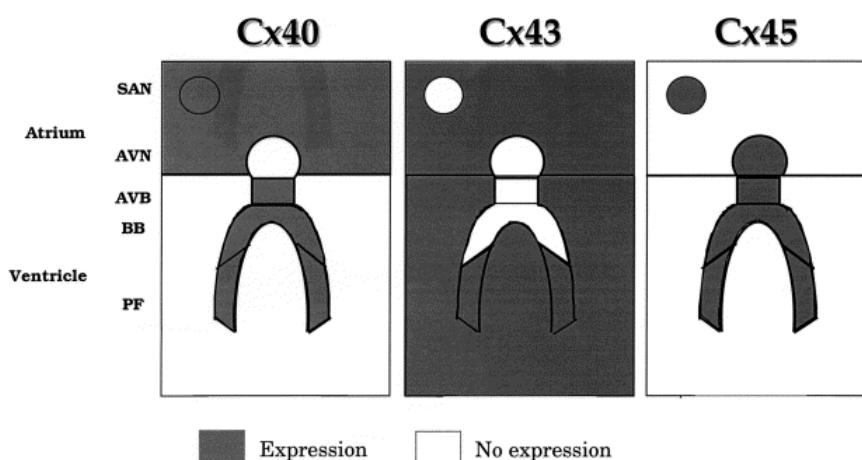 Cx40 Cx43 Cx45
SAN
Atrium
AVN
AVB
BB
Ventricle
PF
Expression No expression